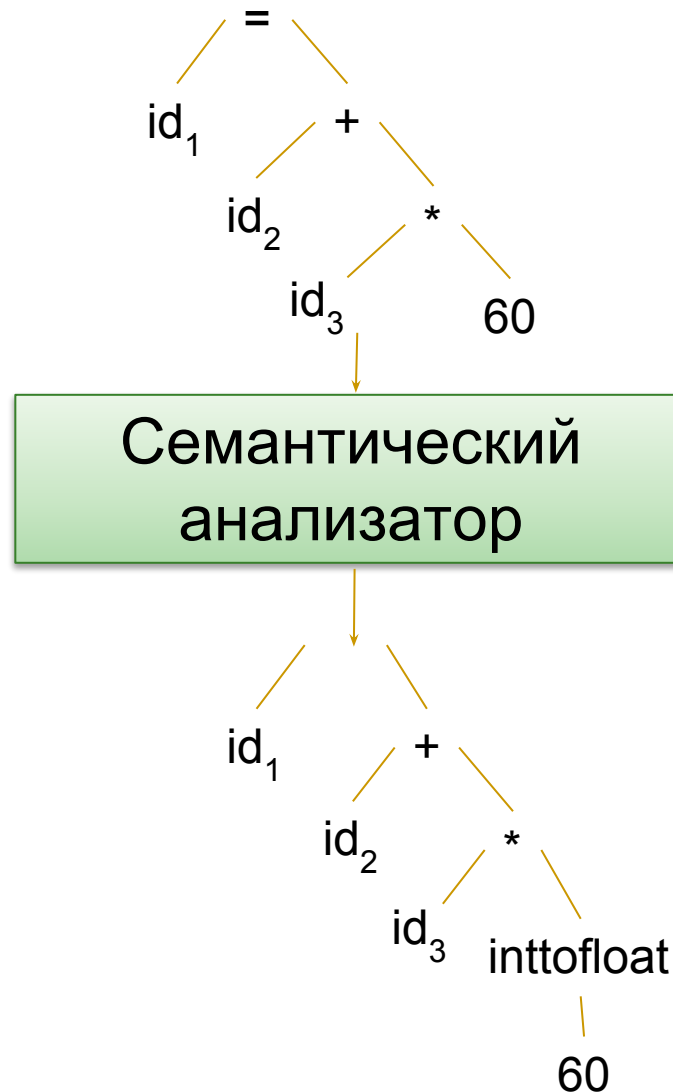 =
id₁ +
id₂ *
id₃ 60
Семантический
анализатор
id₁ +
id₂ *
id₃ inttofloat
60